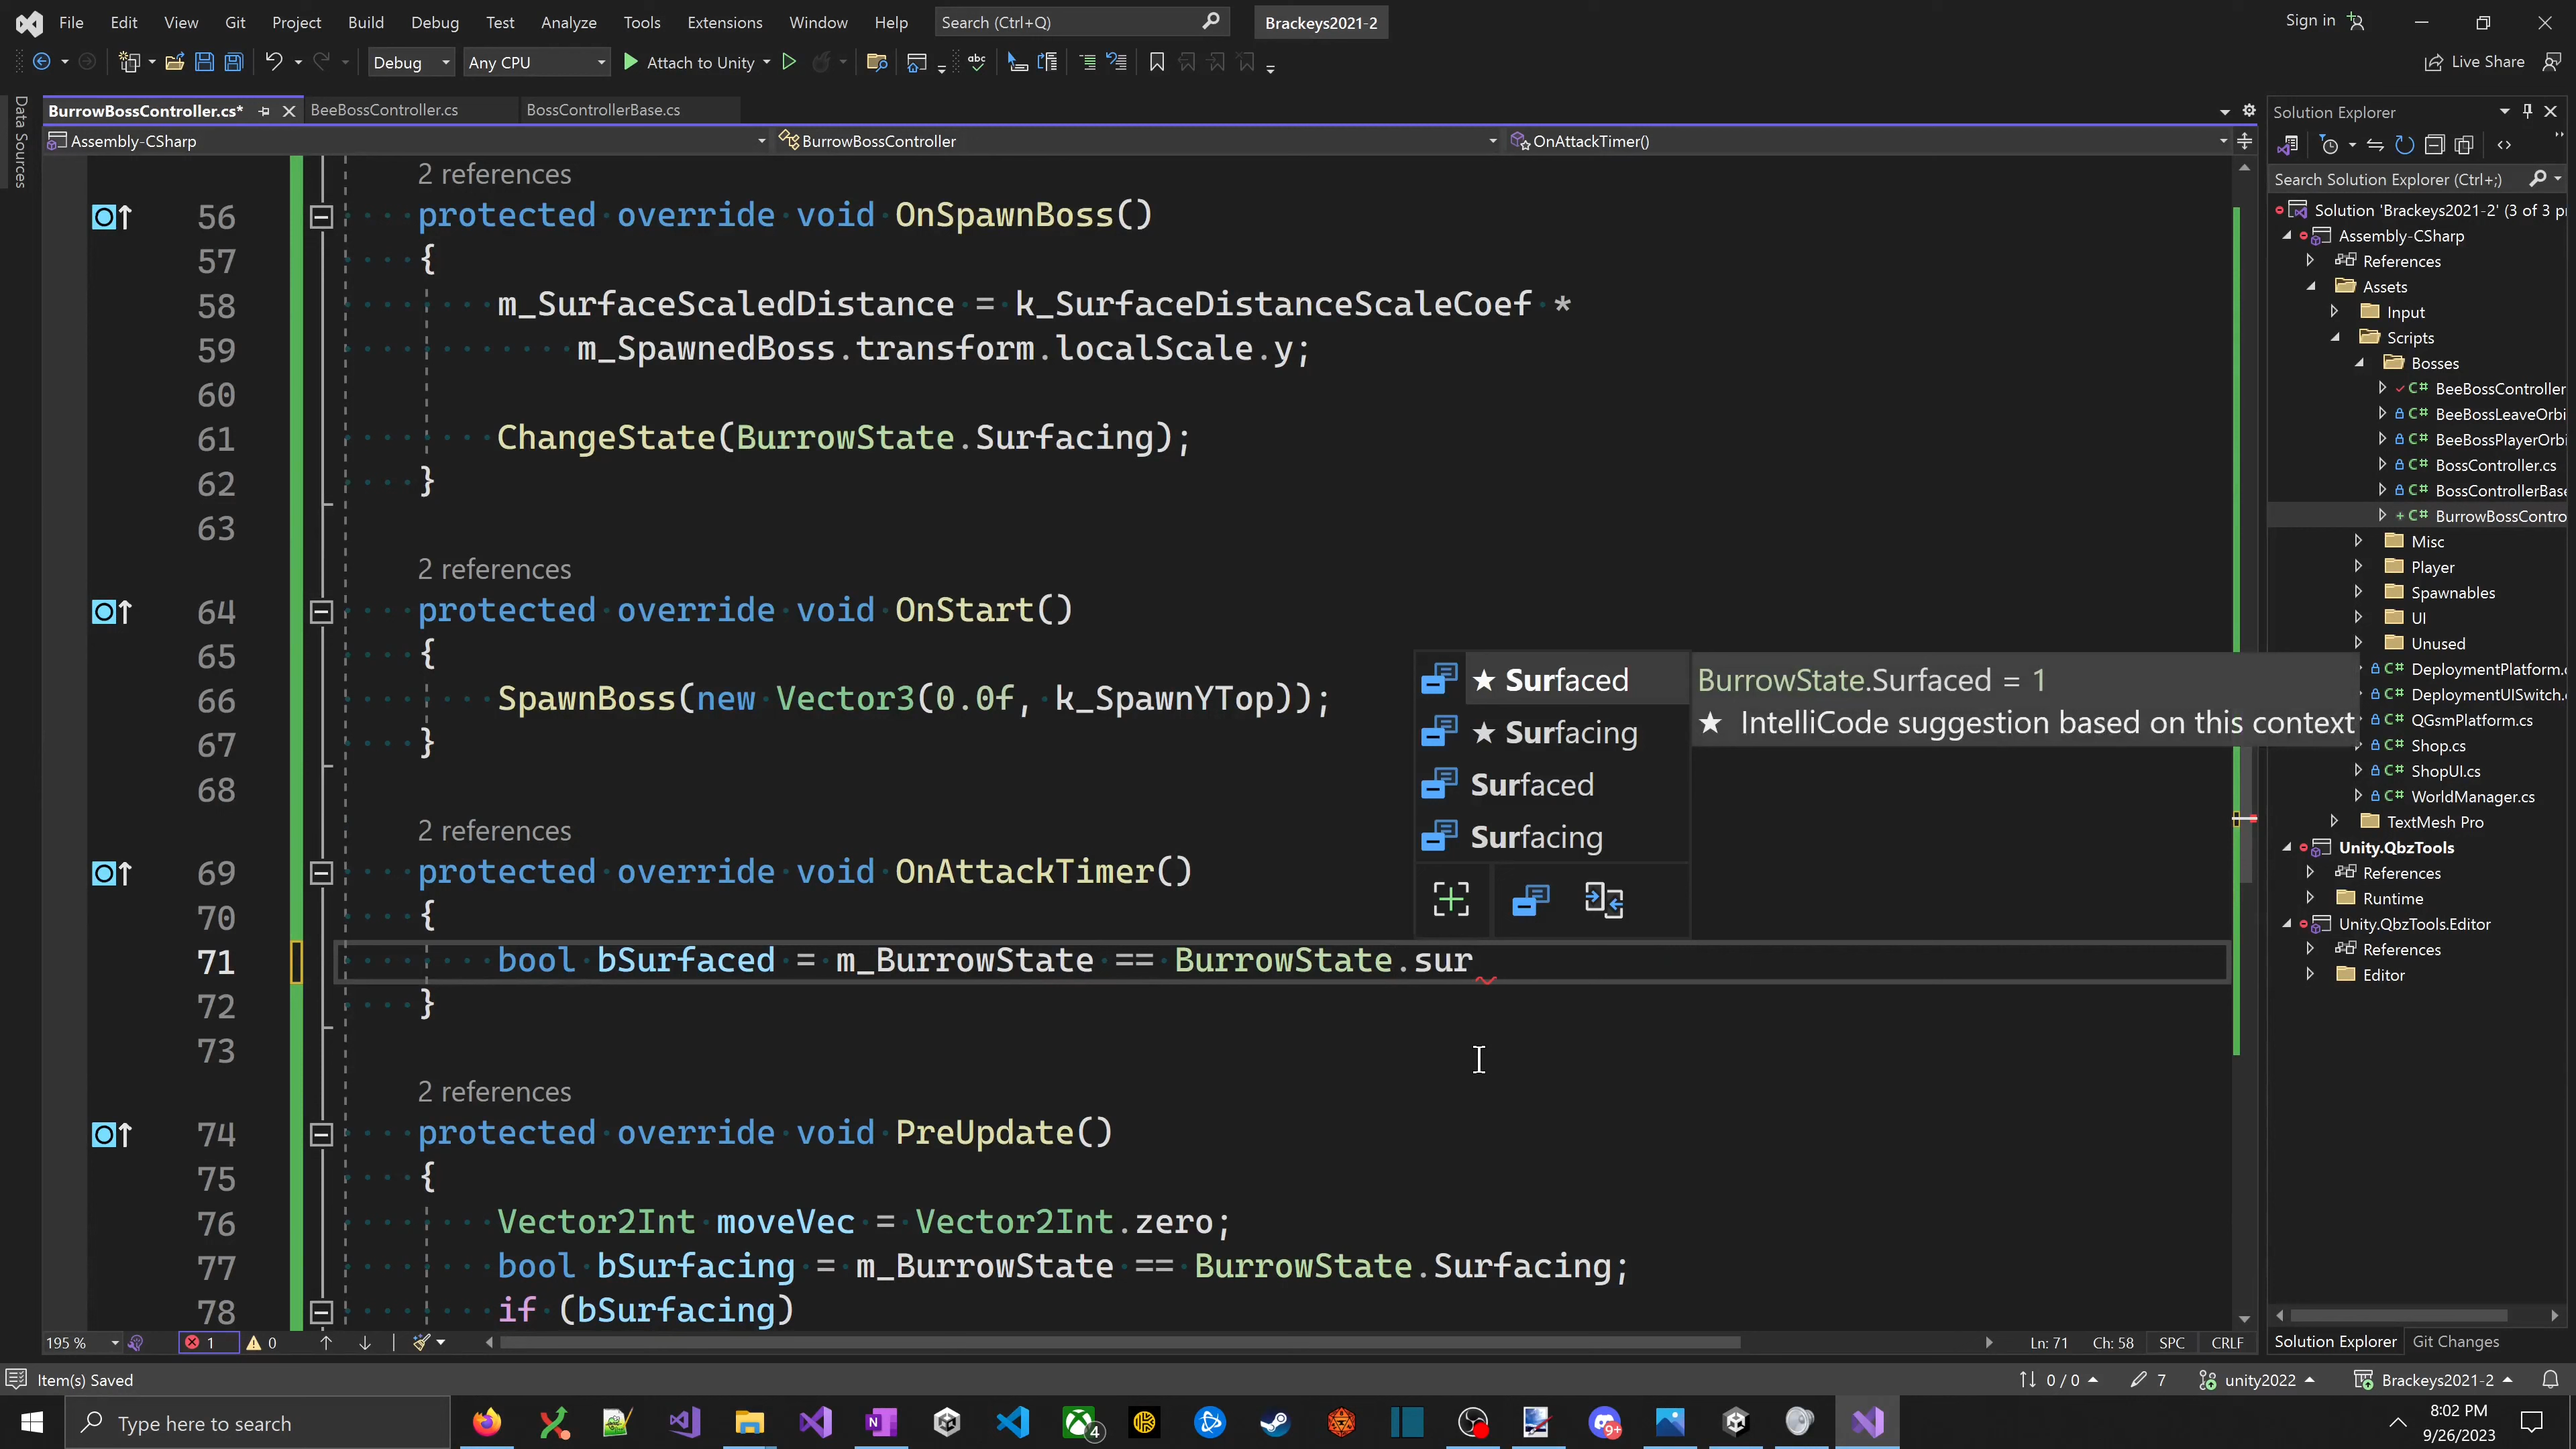 File Edit View Git Project Build Debug Test Analyze Tools Extensions Window Help Search (Ctrl+Q) Brackeys2021-2 Sign in
Debug Any CPU Attach to Unity abc Live Share
Data Sources
BurrowBossController.cs* BeeBossController.cs BossControllerBase.cs
Assembly-CSharp BurrowBossController OnAttackTimer()
2 references
56 protected override void OnSpawnBoss()
57 {
58 m_SurfaceScaledDistance = k_SurfaceDistanceScaleCoef *
59 m_SpawnedBoss.transform.localScale.y;
60
61 ChangeState(BurrowState.Surfacing);
62 }
63
2 references
64 protected override void OnStart()
65 {
66 SpawnBoss(new Vector3(0.0f, k_SpawnYTop));
67 }
68
2 references
69 protected override void OnAttackTimer()
70 {
71 bool bSurfaced = m_BurrowState == BurrowState.sur
72 }
73
2 references
74 protected override void PreUpdate()
75 {
76 Vector2Int moveVec = Vector2Int.zero;
77 bool bSurfacing = m_BurrowState == BurrowState.Surfacing;
78 if (bSurfacing)
★ Surfaced
★ Surfacing
Surfaced
Surfacing
BurrowState.Surfaced = 1
★ IntelliCode suggestion based on this context
195 % 1 0 Ln: 71 Ch: 58 SPC CRLF
Solution Explorer
Search Solution Explorer (Ctrl+;)
Solution 'Brackeys2021-2' (3 of 3 pr
Assembly-CSharp
References
Assets
Input
Scripts
Bosses
C# BeeBossController
C# BeeBossLeaveOrbi
C# BeeBossPlayerOrbi
C# BossController.cs
C# BossControllerBase
C# BurrowBossContro
Misc
Player
Spawnables
UI
Unused
C# DeploymentPlatform.c
C# DeploymentUISwitch.c
C# QGsmPlatform.cs
C# Shop.cs
C# ShopUI.cs
C# WorldManager.cs
TextMesh Pro
Unity.QbzTools
References
Runtime
Unity.QbzTools.Editor
References
Editor
Solution Explorer Git Changes
Item(s) Saved 0 / 0 7 unity2022 Brackeys2021-2
Type here to search 4 9+ 8:02 PM
9/26/2023